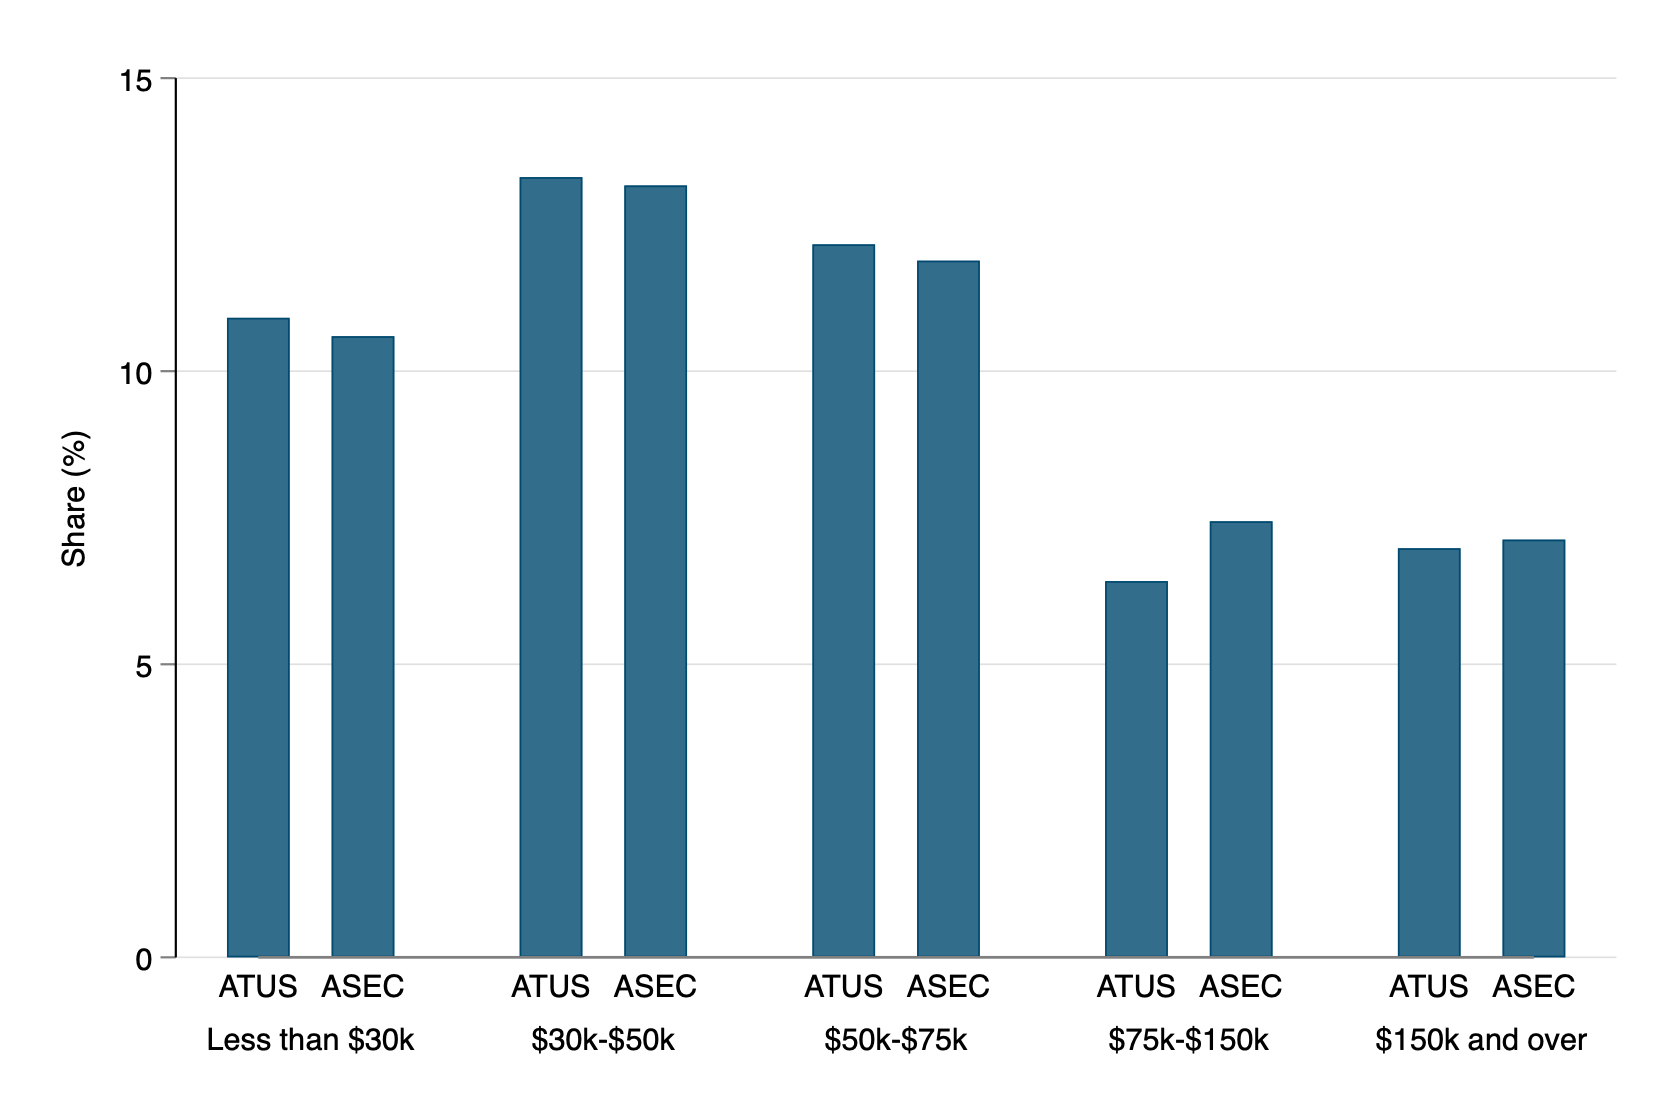 15
10
5
0
Share (%)
ATUS ASEC ATUS ASEC ATUS ASEC ATUS ASEC ATUS ASEC
Less than $30k $30k-$50k $50k-$75k $75k-$150k $150k and over